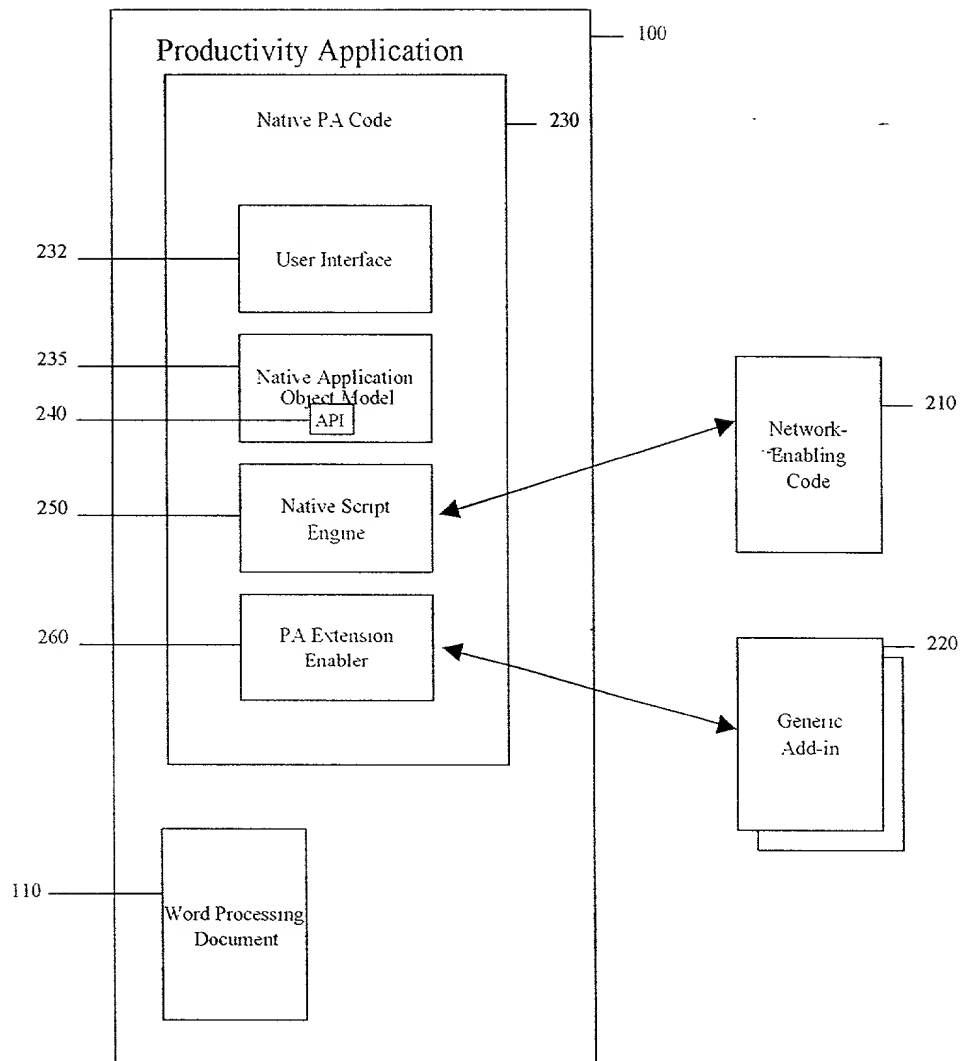 100
Productivity Application
Native PA Code
230
232
User Interface
235
Native Application
Object Model
240
API
210
Network-
Enabling
Code
250
Native Script
Engine
260
PA Extension
Enabler
220
Generic
Add-in
110
Word Processing
Document